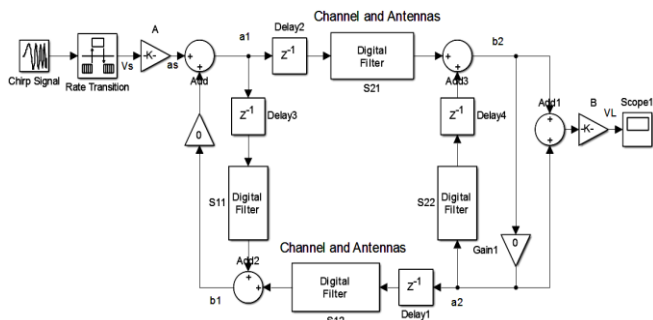 Channel and Antennas
Chirp Signal
Rate Transition
Vs
A
-K-
as
Add
a1
Delay2
z-1
Digital Filter
S21
Add3
b2
Add1
B
-K-
VL
Scope1
z-1
Delay3
z-1
Delay4
0
S11
Digital Filter
S22
Digital Filter
Gain1
0
Channel and Antennas
Add2
b1
Digital Filter
z-1
Delay1
a2